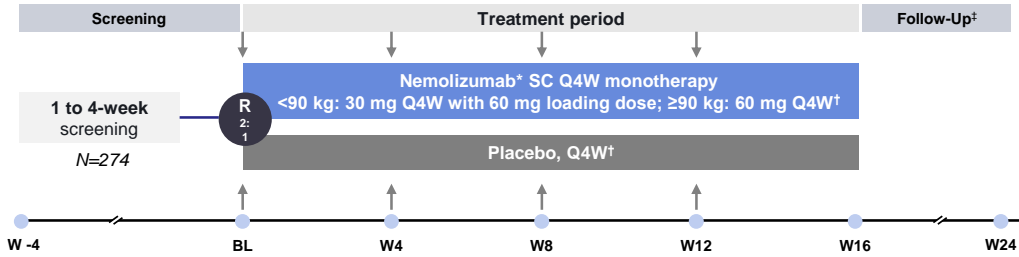 Screening
Treatment period
Follow-Up‡
Nemolizumab* SC Q4W monotherapy
<90 kg: 30 mg Q4W with 60 mg loading dose; ≥90 kg: 60 mg Q4W†
1 to 4-week
screening
N=274
R
2:
1
Placebo, Q4W†
W -4
BL
W4
W8
W12
W16
W24